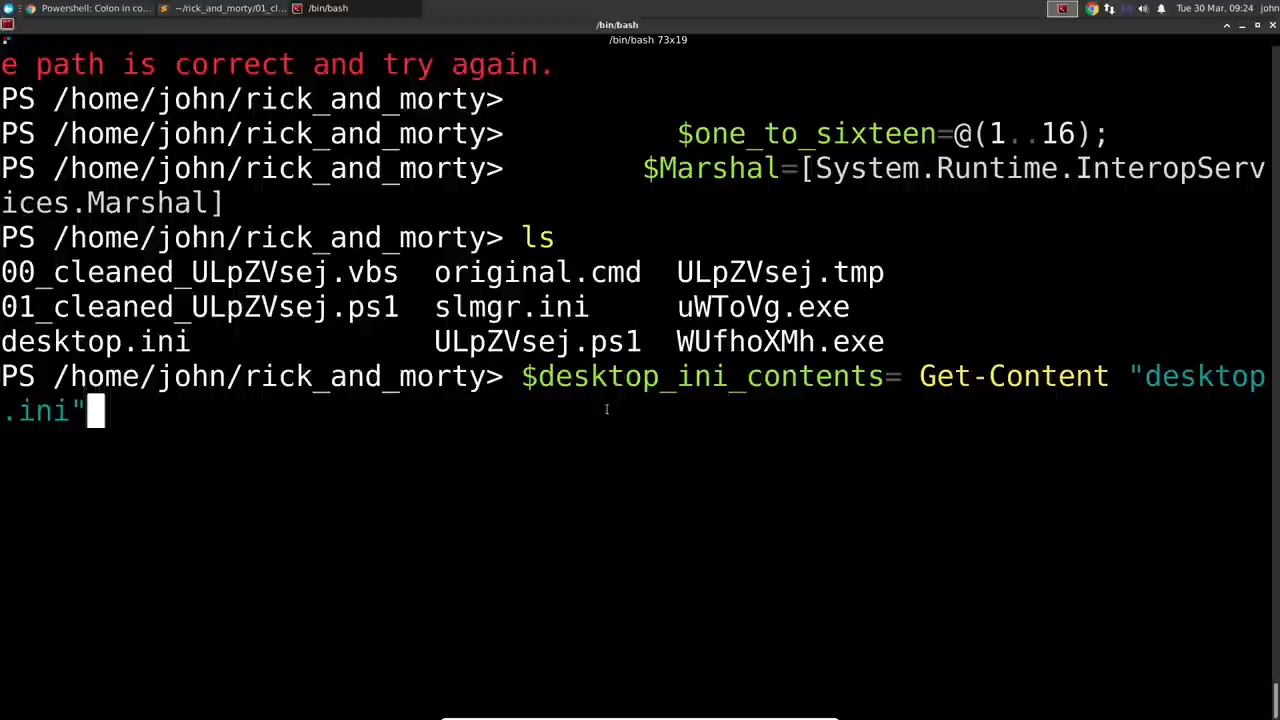 Powershell: Colon in co...
~/rick_and_morty/01_cl...
/bin/bash
EN
Tue 30 Mar, 09:24
john
/bin/bash
/bin/bash 73x19
e path is correct and try again.
PS /home/john/rick_and_morty>
PS /home/john/rick_and_morty>          $one_to_sixteen=@(1..16);
PS /home/john/rick_and_morty>        $Marshal=[System.Runtime.InteropServ
ices.Marshal]
PS /home/john/rick_and_morty> ls
00_cleaned_ULpZVsej.vbs  original.cmd  ULpZVsej.tmp
01_cleaned_ULpZVsej.ps1  slmgr.ini     uWToVg.exe
desktop.ini              ULpZVsej.ps1  WUfhoXMh.exe
PS /home/john/rick_and_morty> $desktop_ini_contents= Get-Content "desktop
.ini"